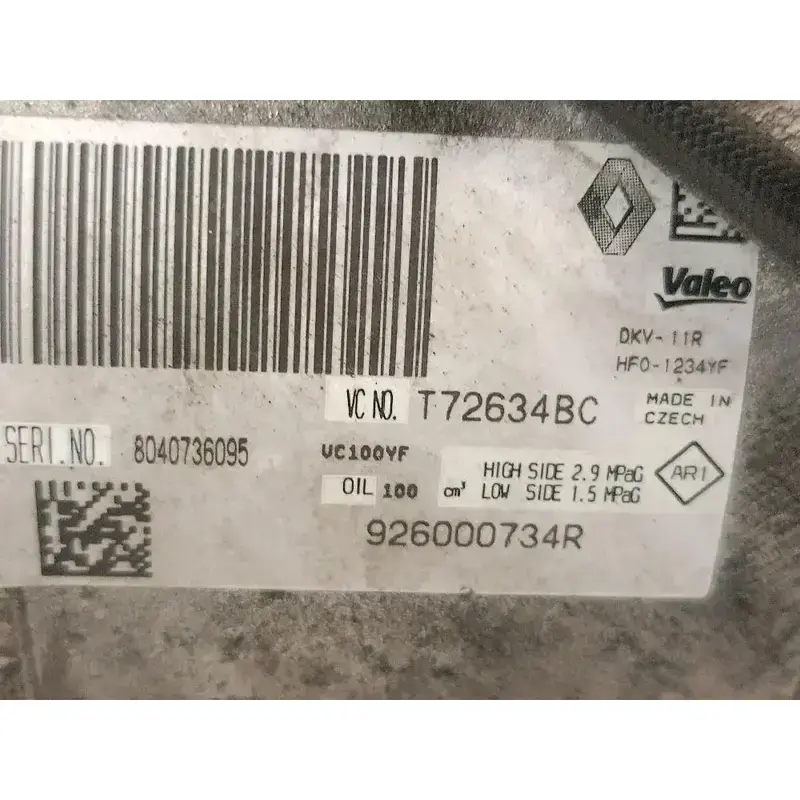 Valeo
DKV-11R
HFO-1234YF
VC NO. T72634BC
MADE IN
CZECH
SERI.NO. 8040736095
VC100YF
OIL 100 cm³
HIGH SIDE 2.9 MPaG
LOW SIDE 1.5 MPaG
AR1
926000734R